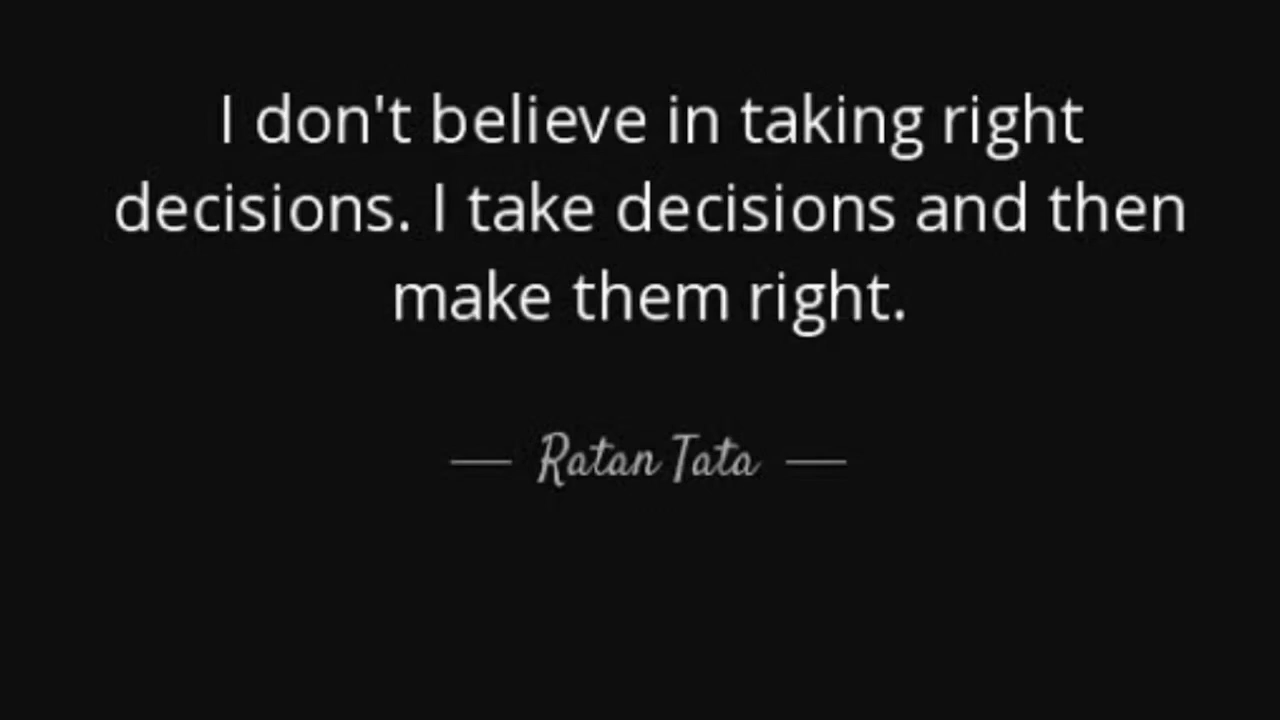 I don't believe in taking right
decisions. I take decisions and then
make them right.
— Ratan Tata —